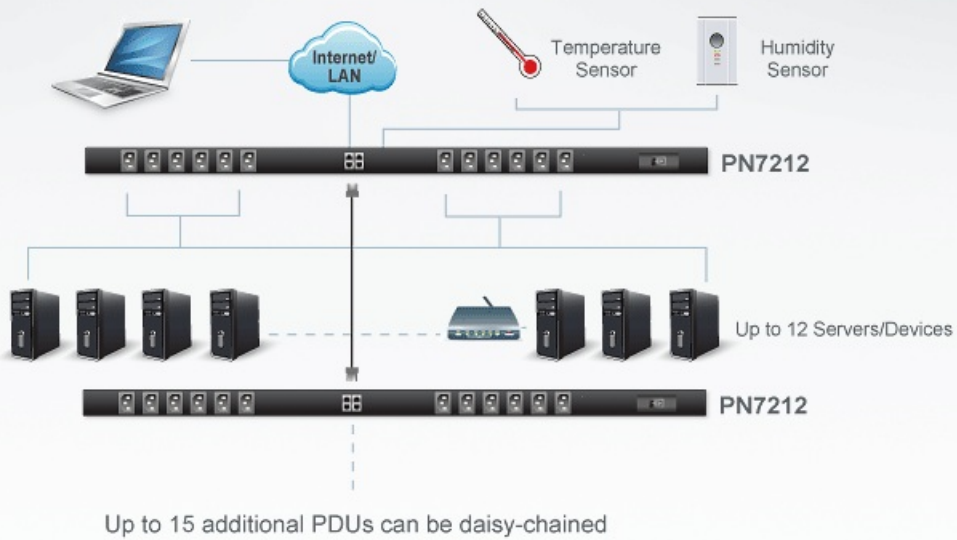 Internet/
LAN
Temperature
Sensor
Humidity
Sensor
PN7212
Up to 12 Servers/Devices
PN7212
Up to 15 additional PDUs can be daisy-chained